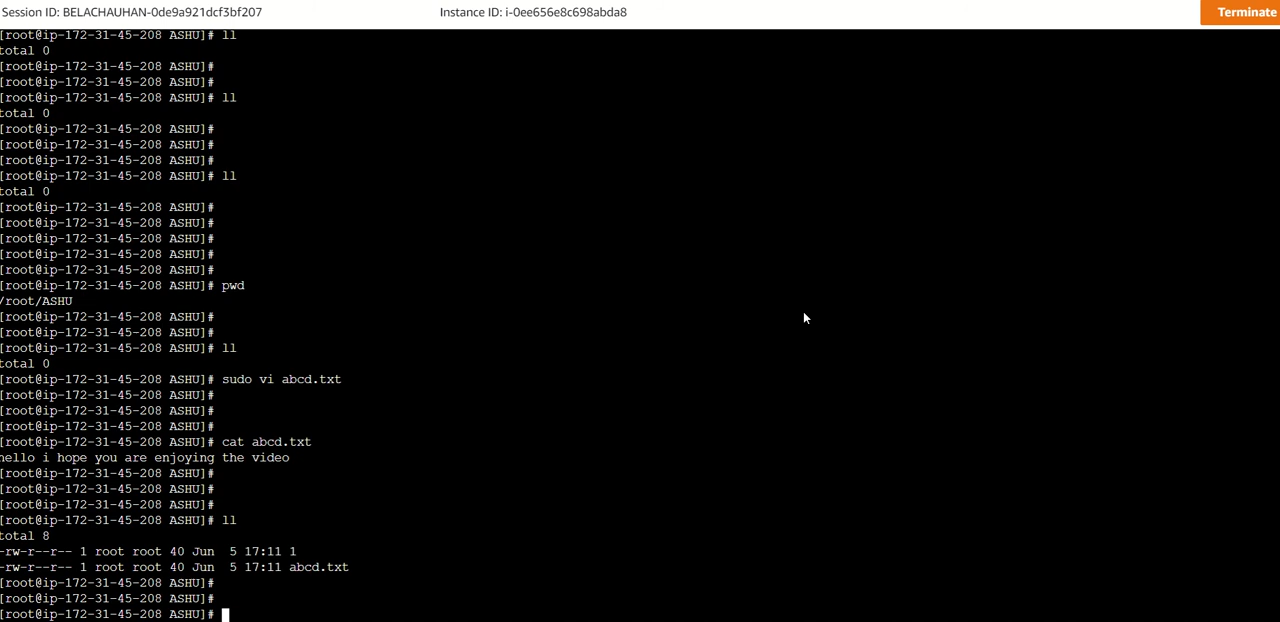 Session ID: BELACHAUHAN-0de9a921dcf3bf207 Instance ID: i-0ee656e8c698abda8 Terminate
[root@ip-172-31-45-208 ASHU]# ll
total 0
[root@ip-172-31-45-208 ASHU]#
[root@ip-172-31-45-208 ASHU]#
[root@ip-172-31-45-208 ASHU]# ll
total 0
[root@ip-172-31-45-208 ASHU]#
[root@ip-172-31-45-208 ASHU]#
[root@ip-172-31-45-208 ASHU]#
[root@ip-172-31-45-208 ASHU]# ll
total 0
[root@ip-172-31-45-208 ASHU]#
[root@ip-172-31-45-208 ASHU]#
[root@ip-172-31-45-208 ASHU]#
[root@ip-172-31-45-208 ASHU]#
[root@ip-172-31-45-208 ASHU]#
[root@ip-172-31-45-208 ASHU]# pwd
/root/ASHU
[root@ip-172-31-45-208 ASHU]#
[root@ip-172-31-45-208 ASHU]#
[root@ip-172-31-45-208 ASHU]# ll
total 0
[root@ip-172-31-45-208 ASHU]# sudo vi abcd.txt
[root@ip-172-31-45-208 ASHU]#
[root@ip-172-31-45-208 ASHU]#
[root@ip-172-31-45-208 ASHU]#
[root@ip-172-31-45-208 ASHU]# cat abcd.txt
hello i hope you are enjoying the video
[root@ip-172-31-45-208 ASHU]#
[root@ip-172-31-45-208 ASHU]#
[root@ip-172-31-45-208 ASHU]#
[root@ip-172-31-45-208 ASHU]# ll
total 8
-rw-r--r-- 1 root root 40 Jun  5 17:11 1
-rw-r--r-- 1 root root 40 Jun  5 17:11 abcd.txt
[root@ip-172-31-45-208 ASHU]#
[root@ip-172-31-45-208 ASHU]#
[root@ip-172-31-45-208 ASHU]#